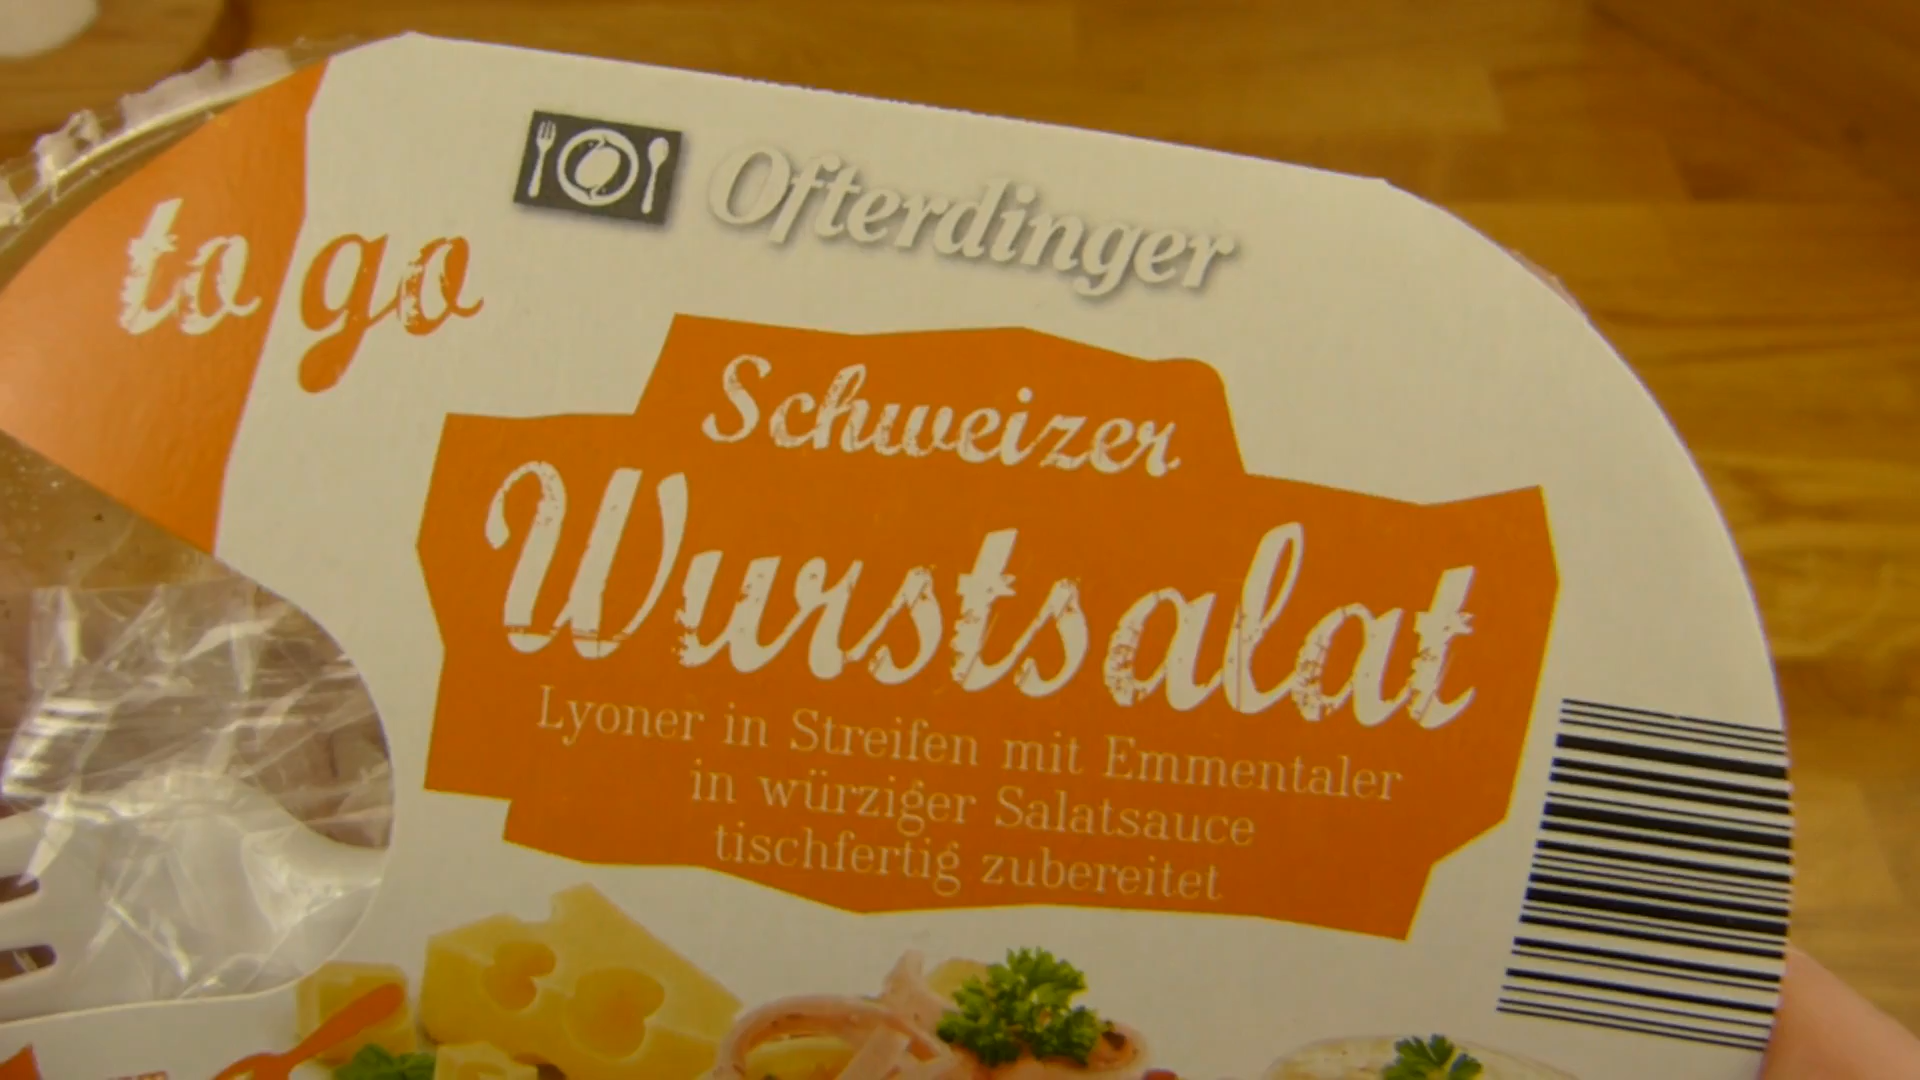 to go
Ofterdinger
Schweizer
Wurstsalat
Lyoner in Streifen mit Emmentaler
in würziger Salatsauce
tischfertig zubereitet